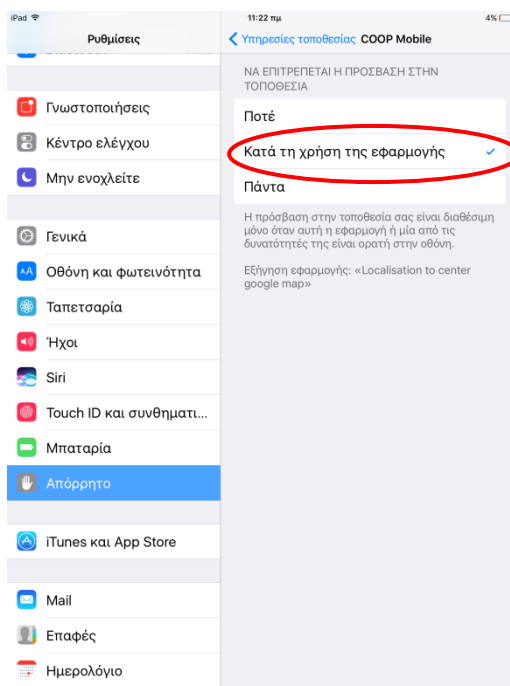 iPad
11:22 πμ
4%
Ρυθμίσεις
Υπηρεσίες τοποθεσίας COOP Mobile
Γνωστοποιήσεις
Κέντρο ελέγχου
Μην ενοχλείτε
Γενικά
AA
Οθόνη και φωτεινότητα
Ταπετσαρία
Ήχοι
Siri
Touch ID και συνθηματι...
Μπαταρία
Απόρρητο
iTunes και App Store
Mail
Επαφές
Ημερολόγιο
ΝΑ ΕΠΙΤΡΕΠΕΤΑΙ Η ΠΡΟΣΒΑΣΗ ΣΤΗΝ
ΤΟΠΟΘΕΣΙΑ
Ποτέ
Κατά τη χρήση της εφαρμογής
Πάντα
Η πρόσβαση στην τοποθεσία σας είναι διαθέσιμη
μόνο όταν αυτή η εφαρμογή ή μία από τις
δυνατότητές της είναι ορατή στην οθόνη.
Εξήγηση εφαρμογής: «Localisation to center
google map»